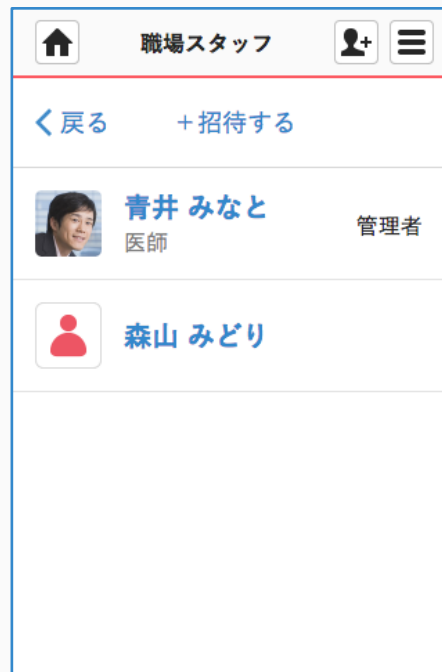 職場スタッフ
戻る +招待する
青井 みなと
医師
管理者
森山 みどり